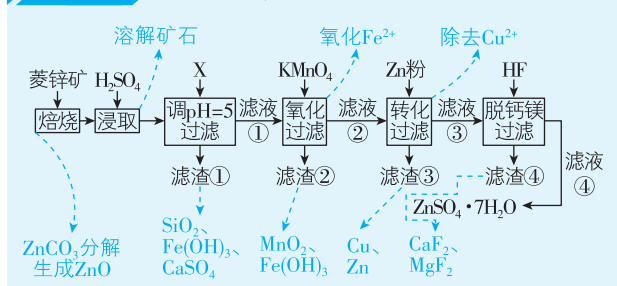 溶解矿石
氧化Fe²⁺
除去Cu²⁺
菱锌矿 H₂SO₄
X
KMnO₄
Zn粉
HF
焙烧
浸取
调pH=5
过滤
滤液
①
氧化
过滤
滤液
②
转化
过滤
滤液
③
脱钙镁
过滤
滤液
④
滤渣①
滤渣②
滤渣③
滤渣④
ZnSO₄·7H₂O
ZnCO₃分解
生成ZnO
SiO₂、
Fe(OH)₃、
CaSO₄
MnO₂、
Fe(OH)₃
Cu、
Zn
CaF₂、
MgF₂